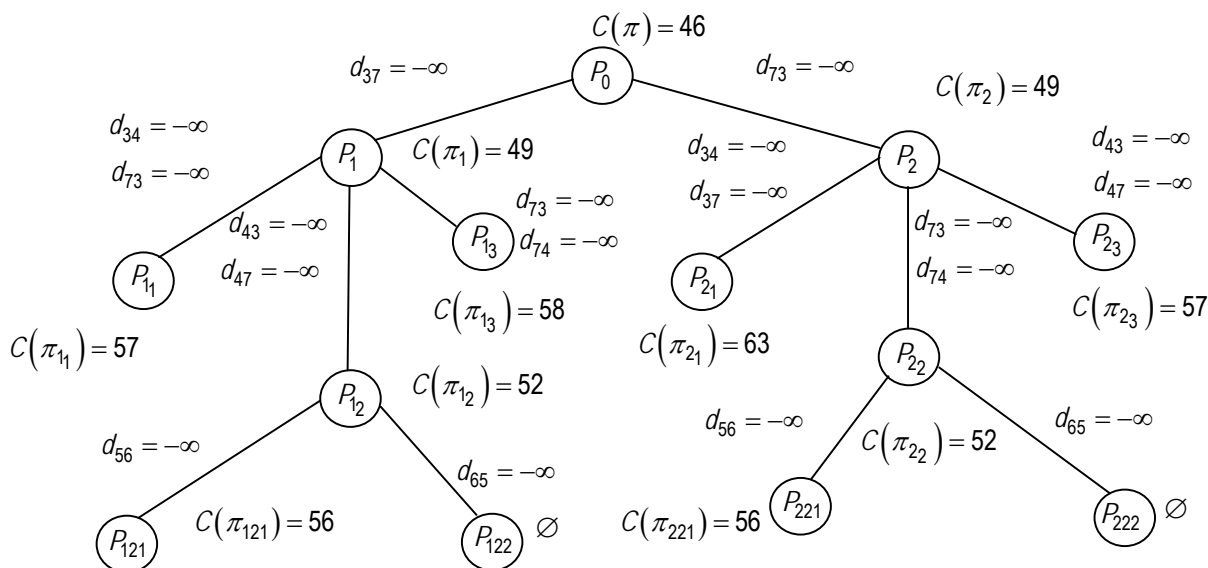 C(π) = 46
d₃₇ = −∞
P₀
d₇₃ = −∞
C(π₂) = 49
d₃₄ = −∞
d₇₃ = −∞
P₁
C(π₁) = 49
d₃₄ = −∞
d₃₇ = −∞
P₂
d₄₃ = −∞
d₄₇ = −∞
d₄₃ = −∞
d₄₇ = −∞
d₇₃ = −∞
d₇₄ = −∞
P₁₃
d₇₃ = −∞
d₇₄ = −∞
P₂₃
P₁₁
P₂₁
C(π₁₁) = 57
C(π₁₃) = 58
C(π₂₁) = 63
C(π₂₃) = 57
P₁₂
C(π₁₂) = 52
P₂₂
d₅₆ = −∞
d₆₅ = −∞
d₅₆ = −∞
C(π₂₂) = 52
d₆₅ = −∞
P₁₂₁
C(π₁₂₁) = 56
P₁₂₂ ∅
C(π₂₂₁) = 56
P₂₂₁
P₂₂₂ ∅